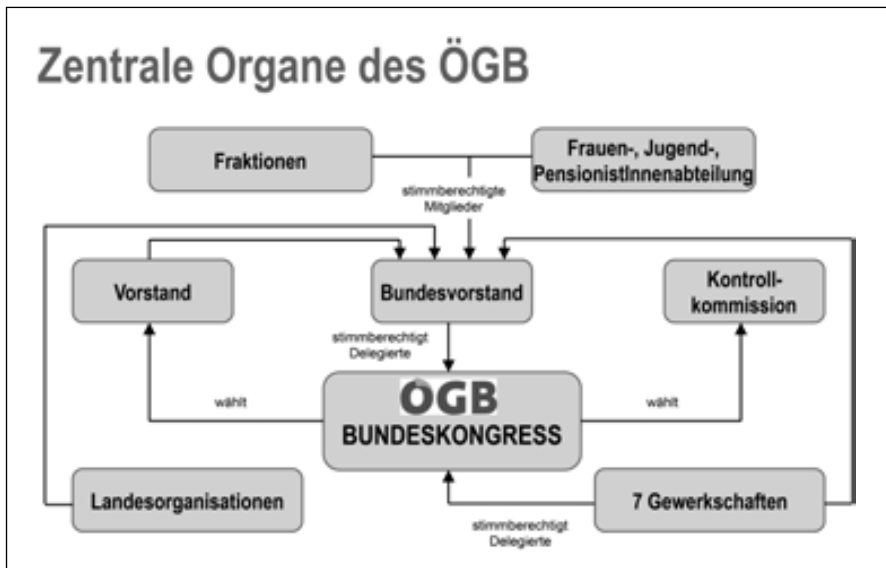 Zentrale Organe des ÖGB
Fraktionen
Frauen-, Jugend-,
PensionistInnenabteilung
stimmberechtigte
Mitglieder
Vorstand
Bundesvorstand
Kontroll-
kommission
stimmberechtigt
Delegierte
wählt
ÖGB
BUNDESKONGRESS
wählt
Landesorganisationen
7 Gewerkschaften
stimmberechtigt
Delegierte